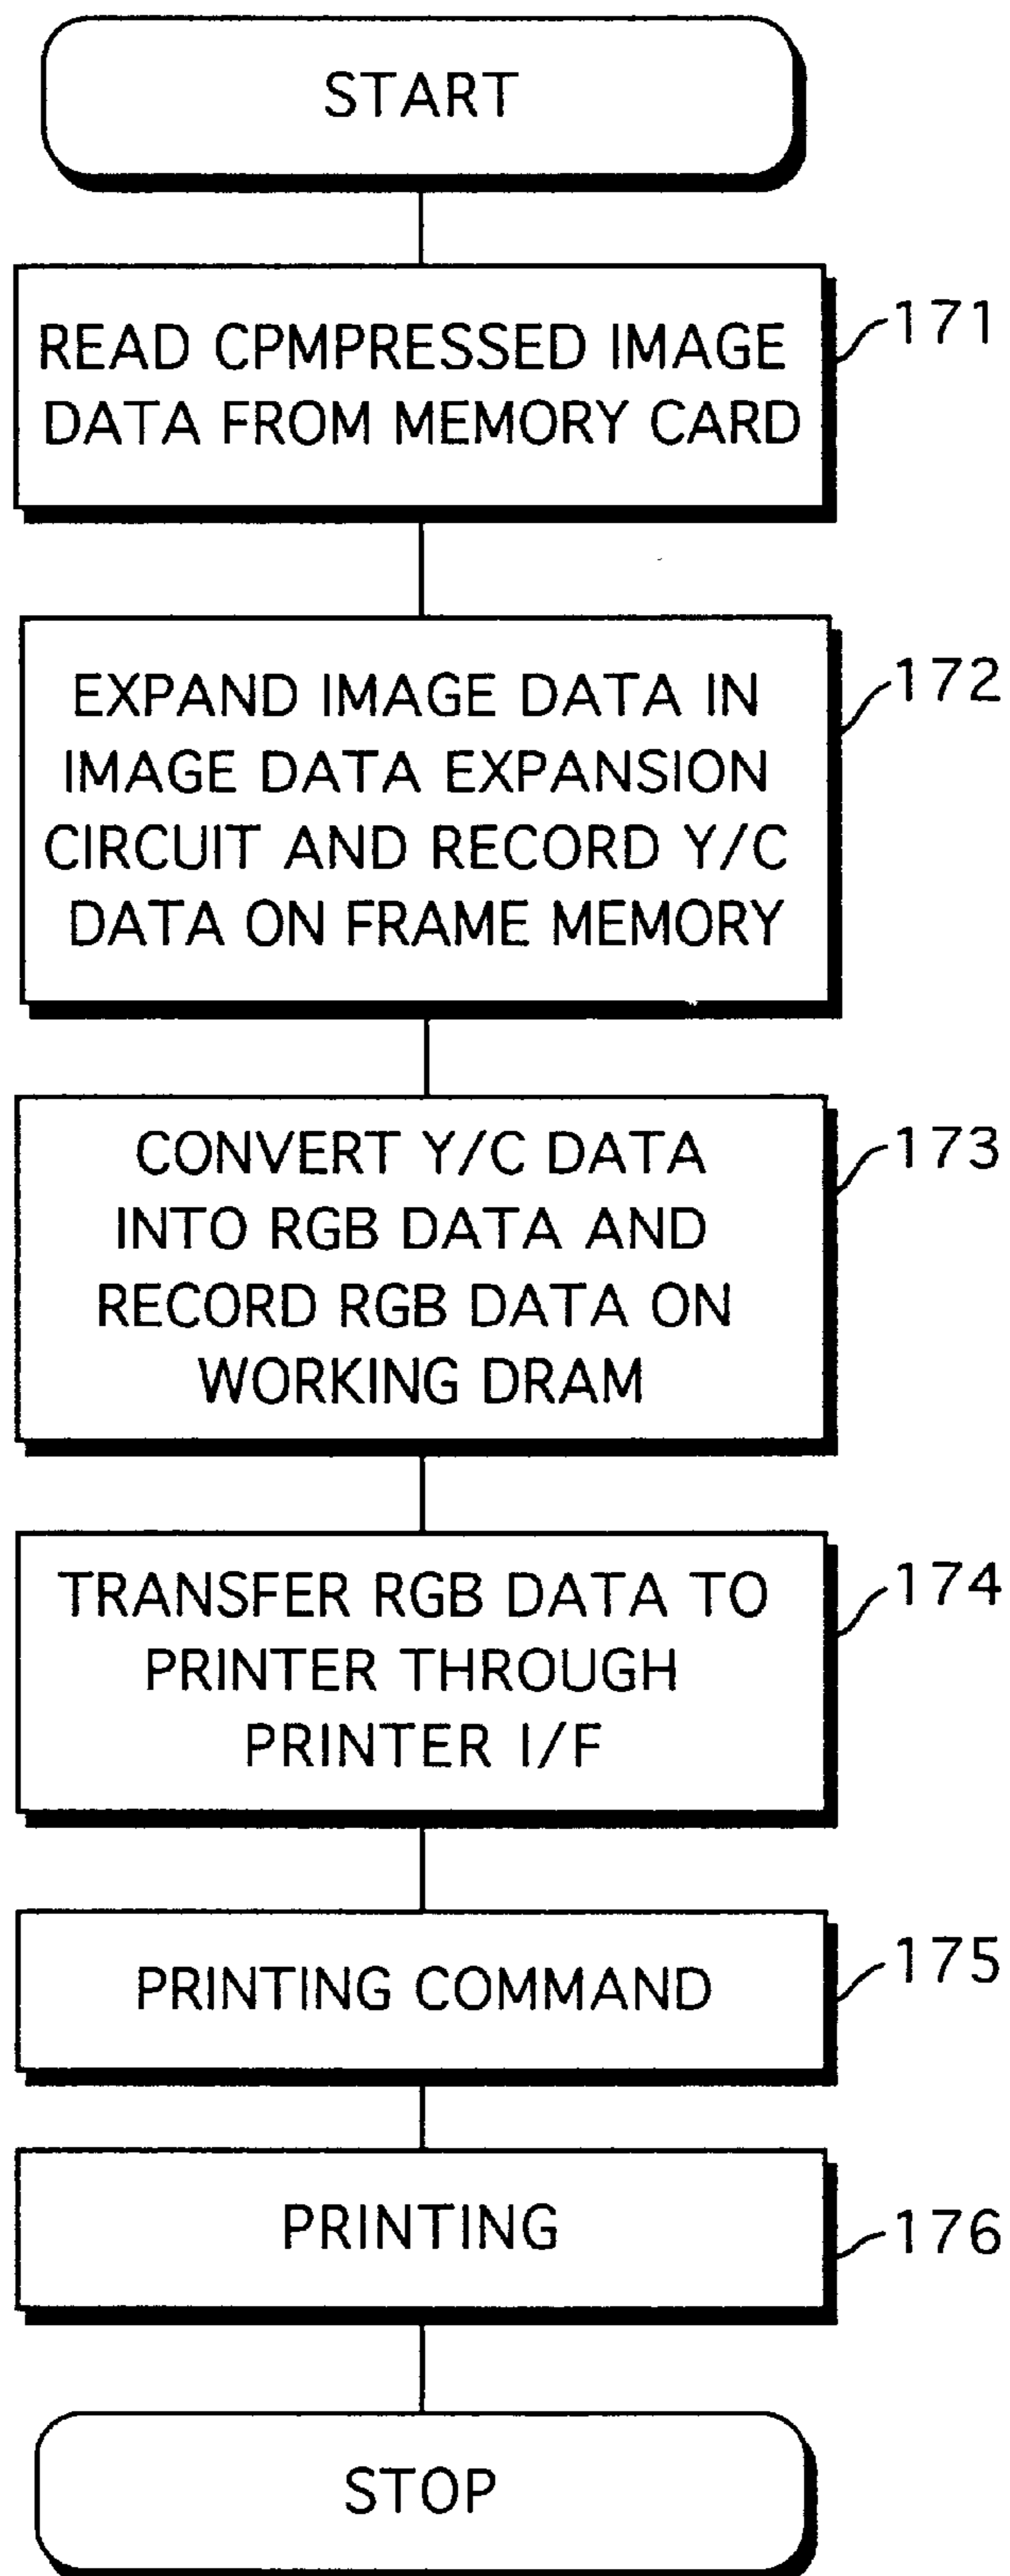 START
READ CPMPRESSED IMAGE
DATA FROM MEMORY CARD
171
EXPAND IMAGE DATA IN
IMAGE DATA EXPANSION
CIRCUIT AND RECORD Y/C
DATA ON FRAME MEMORY
172
CONVERT Y/C DATA
INTO RGB DATA AND
RECORD RGB DATA ON
WORKING DRAM
173
TRANSFER RGB DATA TO
PRINTER THROUGH
PRINTER I/F
174
PRINTING COMMAND
175
PRINTING
176
STOP